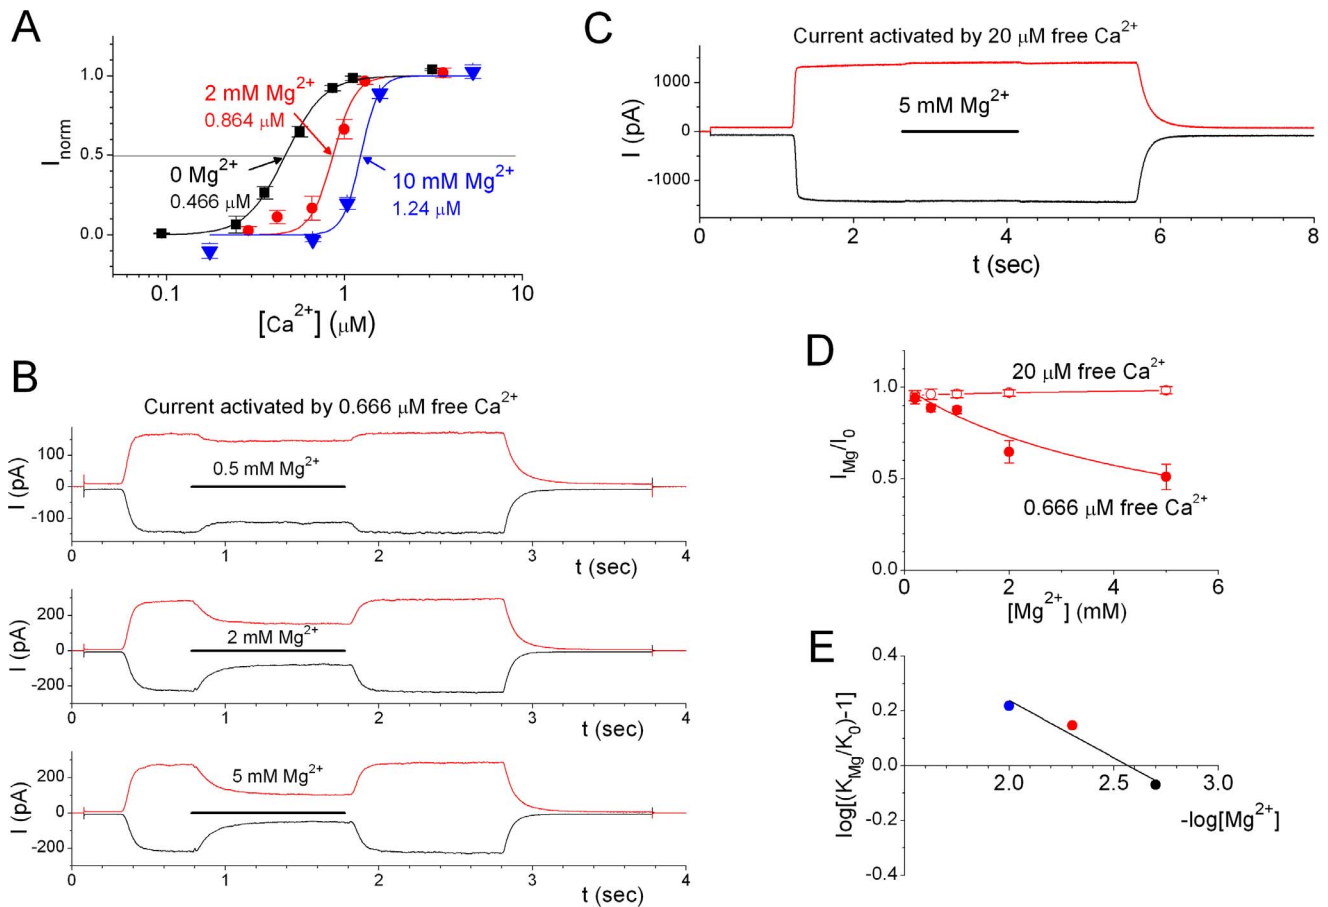 A
I_norm
1.0
0.5
0.0
2 mM Mg²⁺
0.864 μM
0 Mg²⁺
0.466 μM
10 mM Mg²⁺
1.24 μM
0.1 1 10
[Ca²⁺] (μM)
B
Current activated by 0.666 μM free Ca²⁺
I (pA)
100
0
-100
0.5 mM Mg²⁺
0 1 2 3 4
t (sec)
I (pA)
200
0
-200
2 mM Mg²⁺
0 1 2 3 4
t (sec)
I (pA)
200
0
-200
5 mM Mg²⁺
0 1 2 3 4
t (sec)
C
Current activated by 20 μM free Ca²⁺
I (pA)
1000
0
-1000
5 mM Mg²⁺
0 2 4 6 8
t (sec)
D
I_Mg/I_0
1.0
0.5
0.0
20 μM free Ca²⁺
0.666 μM free Ca²⁺
0 2 4 6
[Mg²⁺] (mM)
E
log[(K_Mg/K_0)-1]
0.4
0.2
0.0
-0.2
-0.4
2.0 2.5 3.0
-log[Mg²⁺]